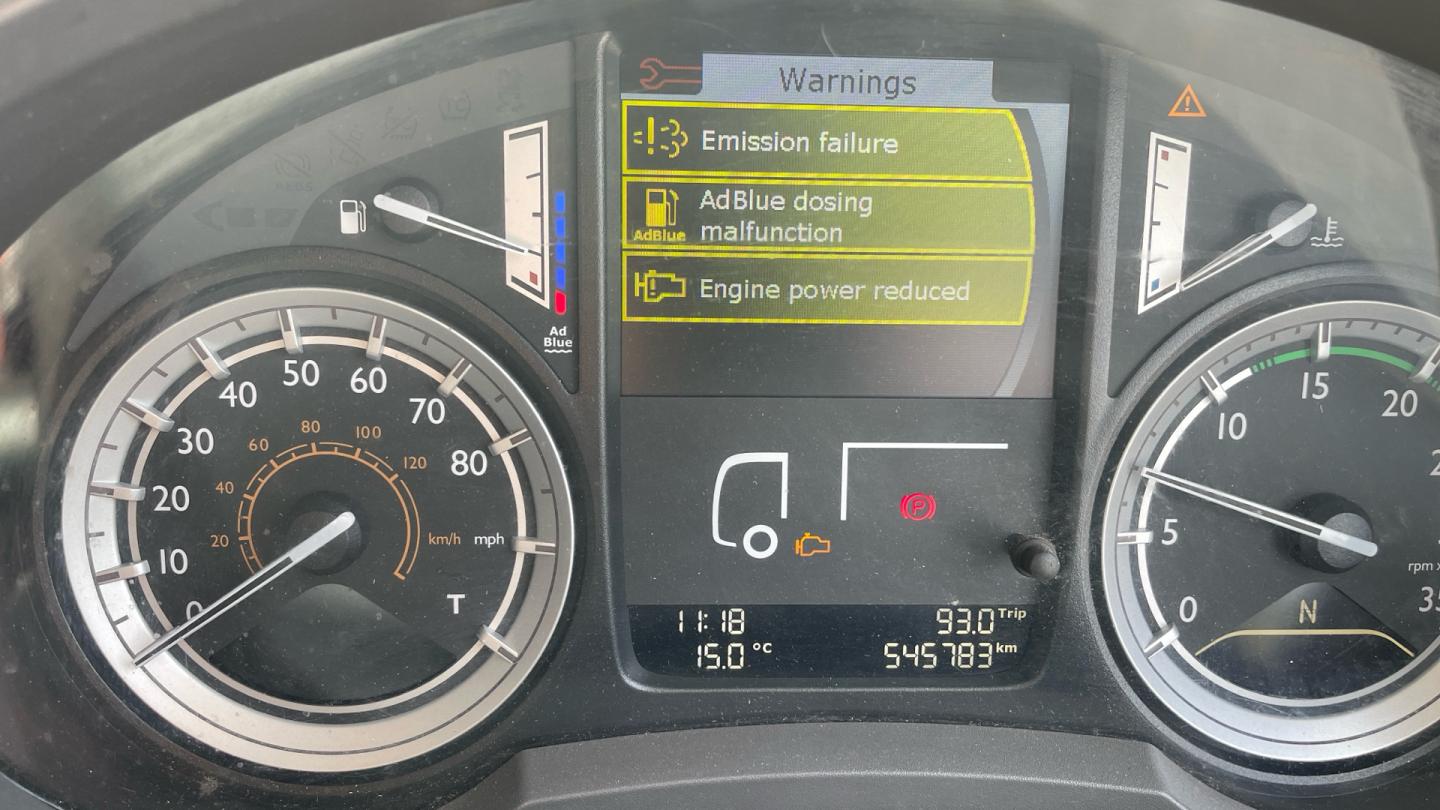 Warnings
Emission failure
AdBlue dosing
malfunction
AdBlue
Engine power reduced
Ad
Blue
0
10
20
30
40
50
60
70
80
20
40
60
80
100
120
km/h mph
T
P
11:18
93.0 Trip
15.0 °C
545783 km
0
5
10
15
20
rpm x
35
N